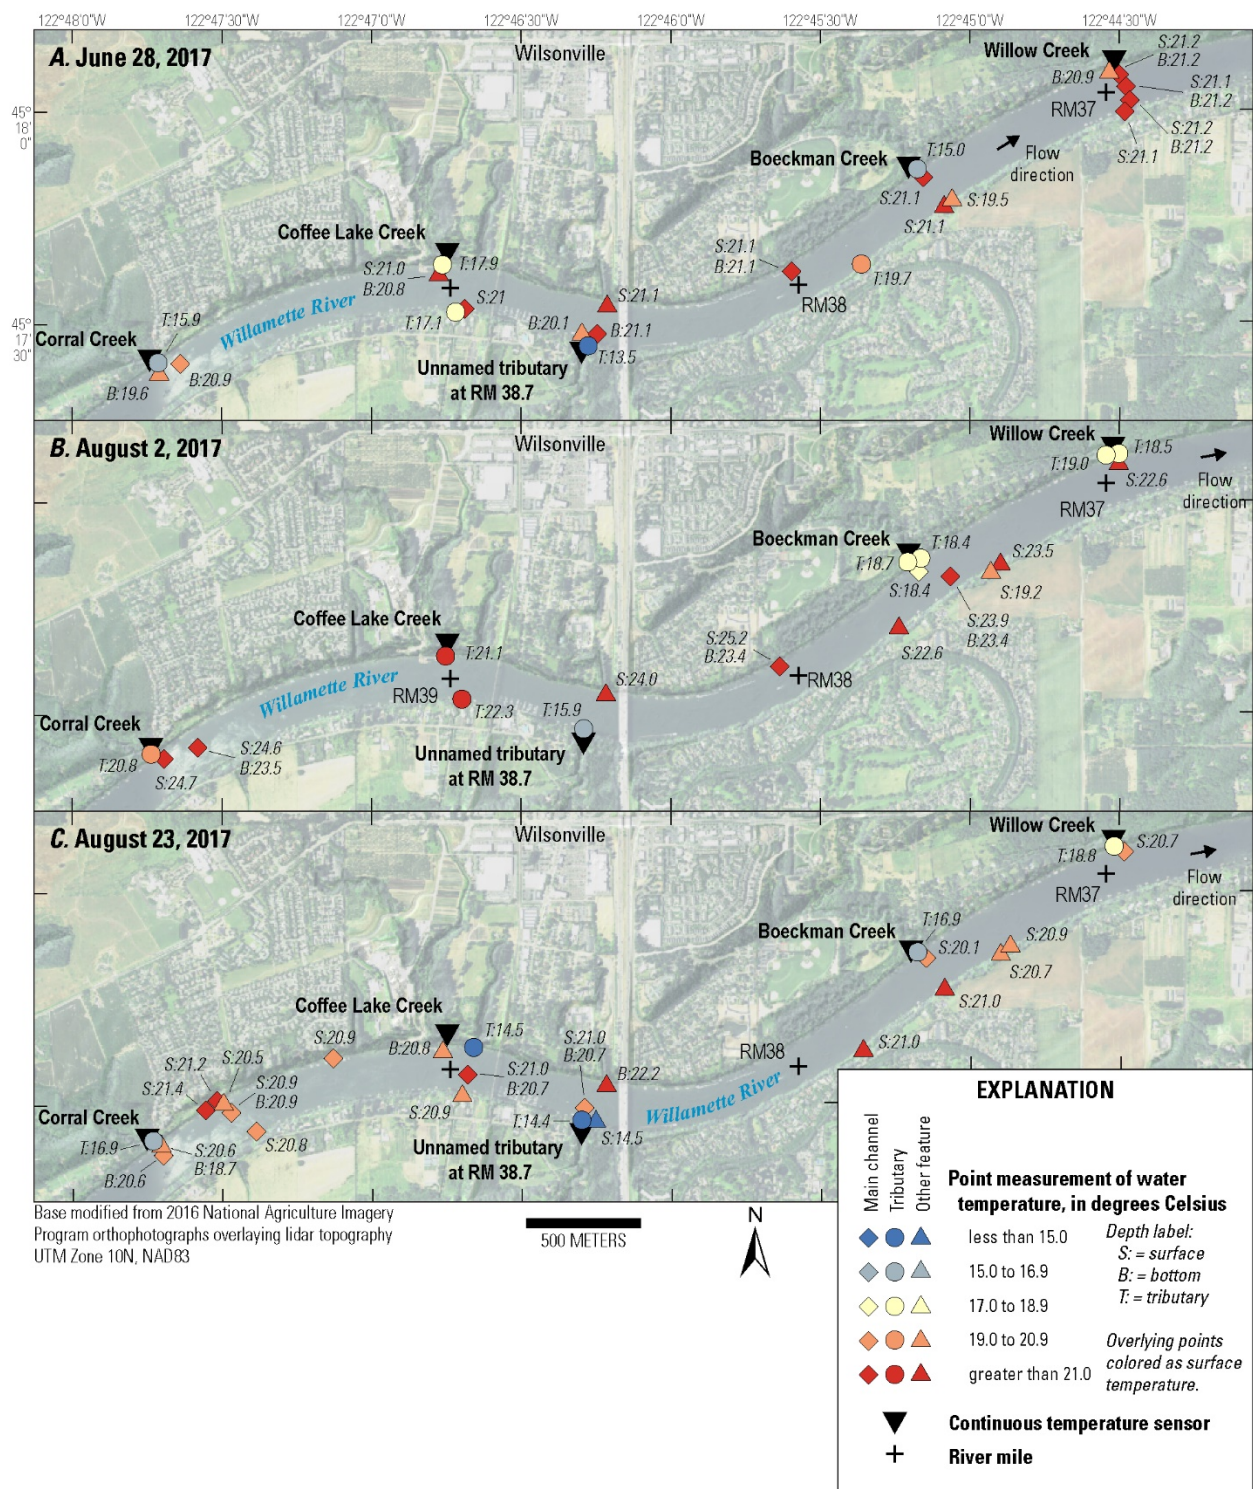 122°48'0"W 122°47'30"W 122°47'0"W 122°46'30"W 122°46'0"W 122°45'30"W 122°45'0"W 122°44'30"W
A. June 28, 2017
Wilsonville
Willow Creek
S:21.2
B:21.2
B:20.9
S:21.1
B:21.2
RM37
S:21.2
B:21.2
S:21.1
45°
18'
0"
Boeckman Creek
T:15.0
Flow
direction
S:21.1
S:19.5
S:21.1
Coffee Lake Creek
S:21.0
B:20.8
T:17.9
S:21.1
B:21.1
T:19.7
RM38
Willamette River
S:21
T:17.1
S:21.1
B:20.1
B:21.1
T:13.5
45°
17'
30"
Corral Creek
T:15.9
B:19.6
B:20.9
Unnamed tributary
at RM 38.7
B. August 2, 2017
Wilsonville
Willow Creek
T:18.5
T:19.0
S:22.6
RM37
Flow
direction
Boeckman Creek
T:18.4
T:18.7
S:18.4
S:23.5
S:19.2
S:23.9
B:23.4
S:22.6
Coffee Lake Creek
T:21.1
S:25.2
B:23.4
RM38
Willamette River
RM39
T:22.3
S:24.0
T:15.9
Corral Creek
T:20.8
S:24.7
S:24.6
B:23.5
Unnamed tributary
at RM 38.7
C. August 23, 2017
Wilsonville
Willow Creek
S:20.7
T:18.8
RM37
Flow
direction
Boeckman Creek
T:16.9
S:20.1
S:20.9
S:20.7
S:21.0
Coffee Lake Creek
T:14.5
B:20.8
S:20.9
S:21.0
B:20.7
S:21.0
B:20.7
B:22.2
RM38
S:21.0
S:21.2
S:20.5
S:21.4
S:20.9
B:20.9
S:20.9
Willamette River
Corral Creek
T:16.9
S:20.8
S:20.6
B:18.7
B:20.6
T:14.4
S:14.5
Unnamed tributary
at RM 38.7
Base modified from 2016 National Agriculture Imagery
Program orthophotographs overlaying lidar topography
UTM Zone 10N, NAD83
500 METERS
N
EXPLANATION
Main channel
Tributary
Other feature
Point measurement of water
temperature, in degrees Celsius
less than 15.0
15.0 to 16.9
17.0 to 18.9
19.0 to 20.9
greater than 21.0
Depth label:
S: = surface
B: = bottom
T: = tributary
Overlying points
colored as surface
temperature.
Continuous temperature sensor
River mile